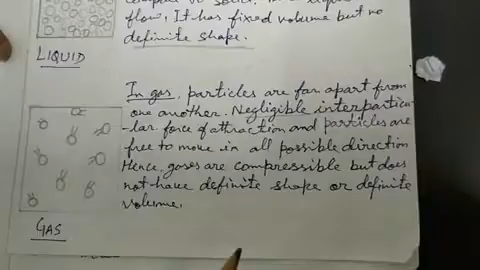 flow. It has fixed volume but no
definite shape.
LIQUID
In gas, particles are far apart from
one another. Negligible interparticu-
-lar force of attraction and particles are
free to move in all possible direction
Hence, gases are compressible but does
not have definite shape or definite
volume.
GAS